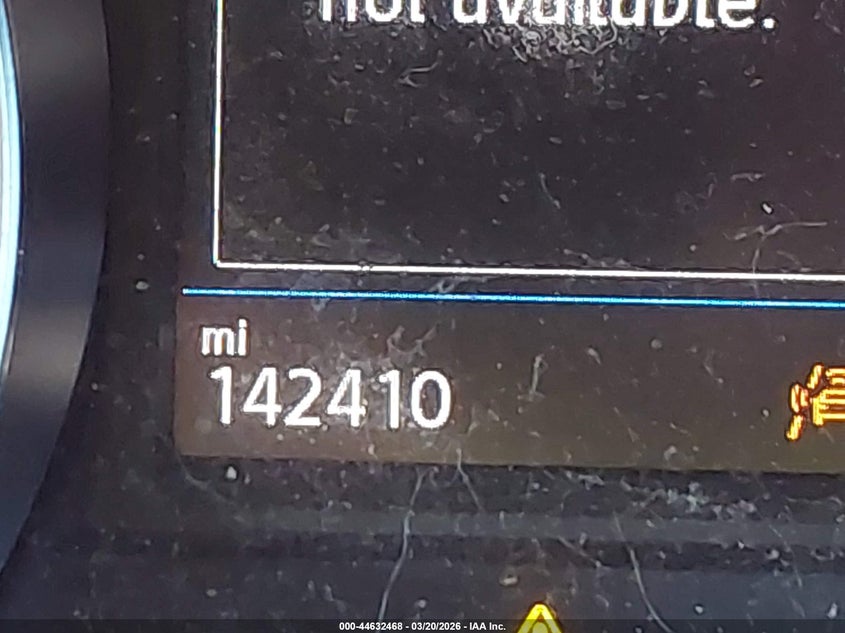 not available.
mi
142410
000-44632468 - 03/20/2026 - IAA Inc.